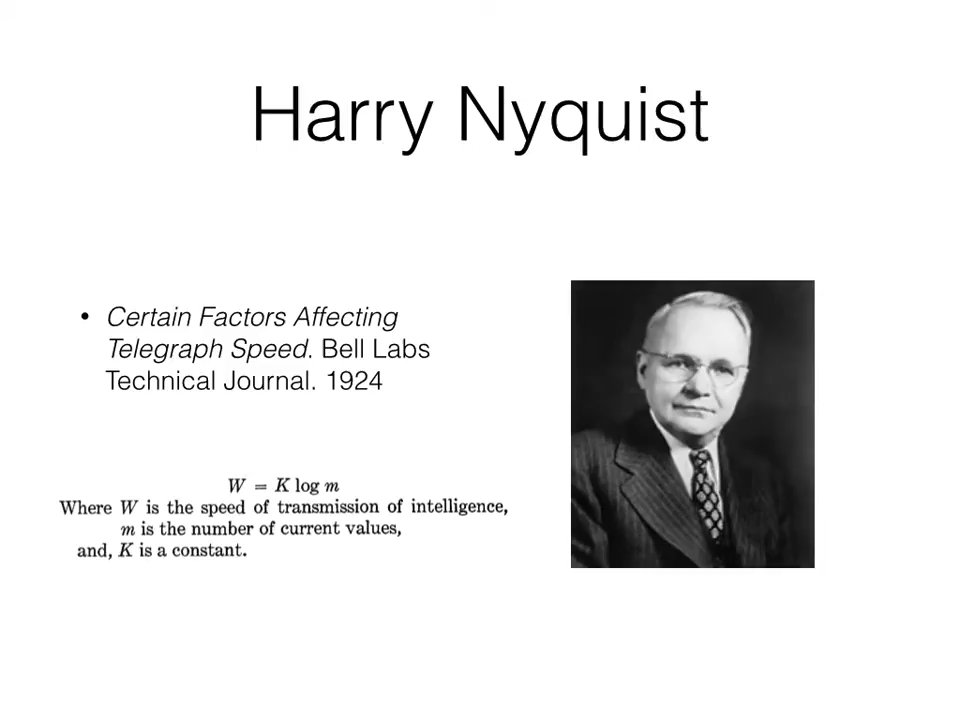 Harry Nyquist
• Certain Factors Affecting
Telegraph Speed. Bell Labs
Technical Journal. 1924
W = K log m
Where W is the speed of transmission of intelligence,
m is the number of current values,
and, K is a constant.